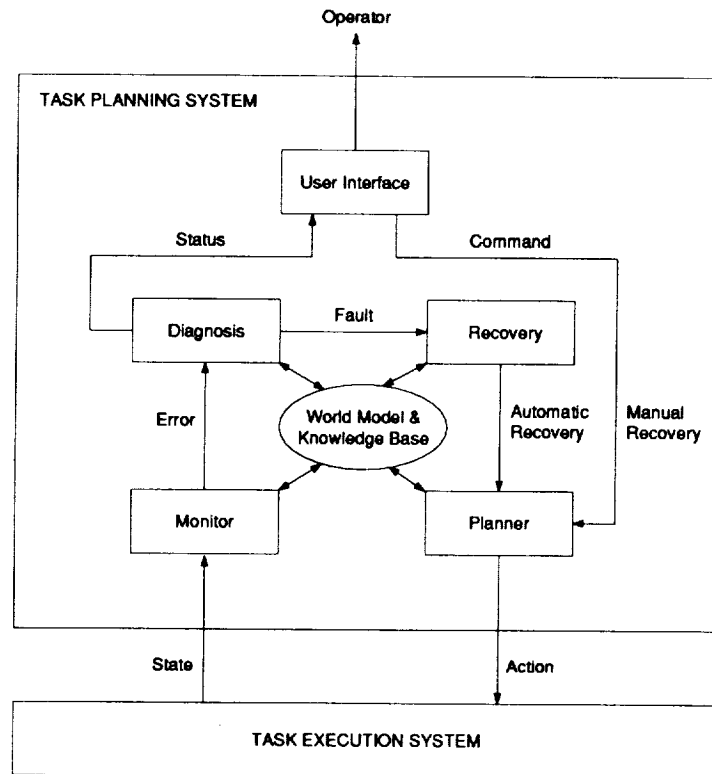 Operator
TASK PLANNING SYSTEM
User Interface
Status
Command
Diagnosis
Fault
Recovery
Error
World Model &
Knowledge Base
Automatic
Recovery
Manual
Recovery
Monitor
Planner
State
Action
TASK EXECUTION SYSTEM